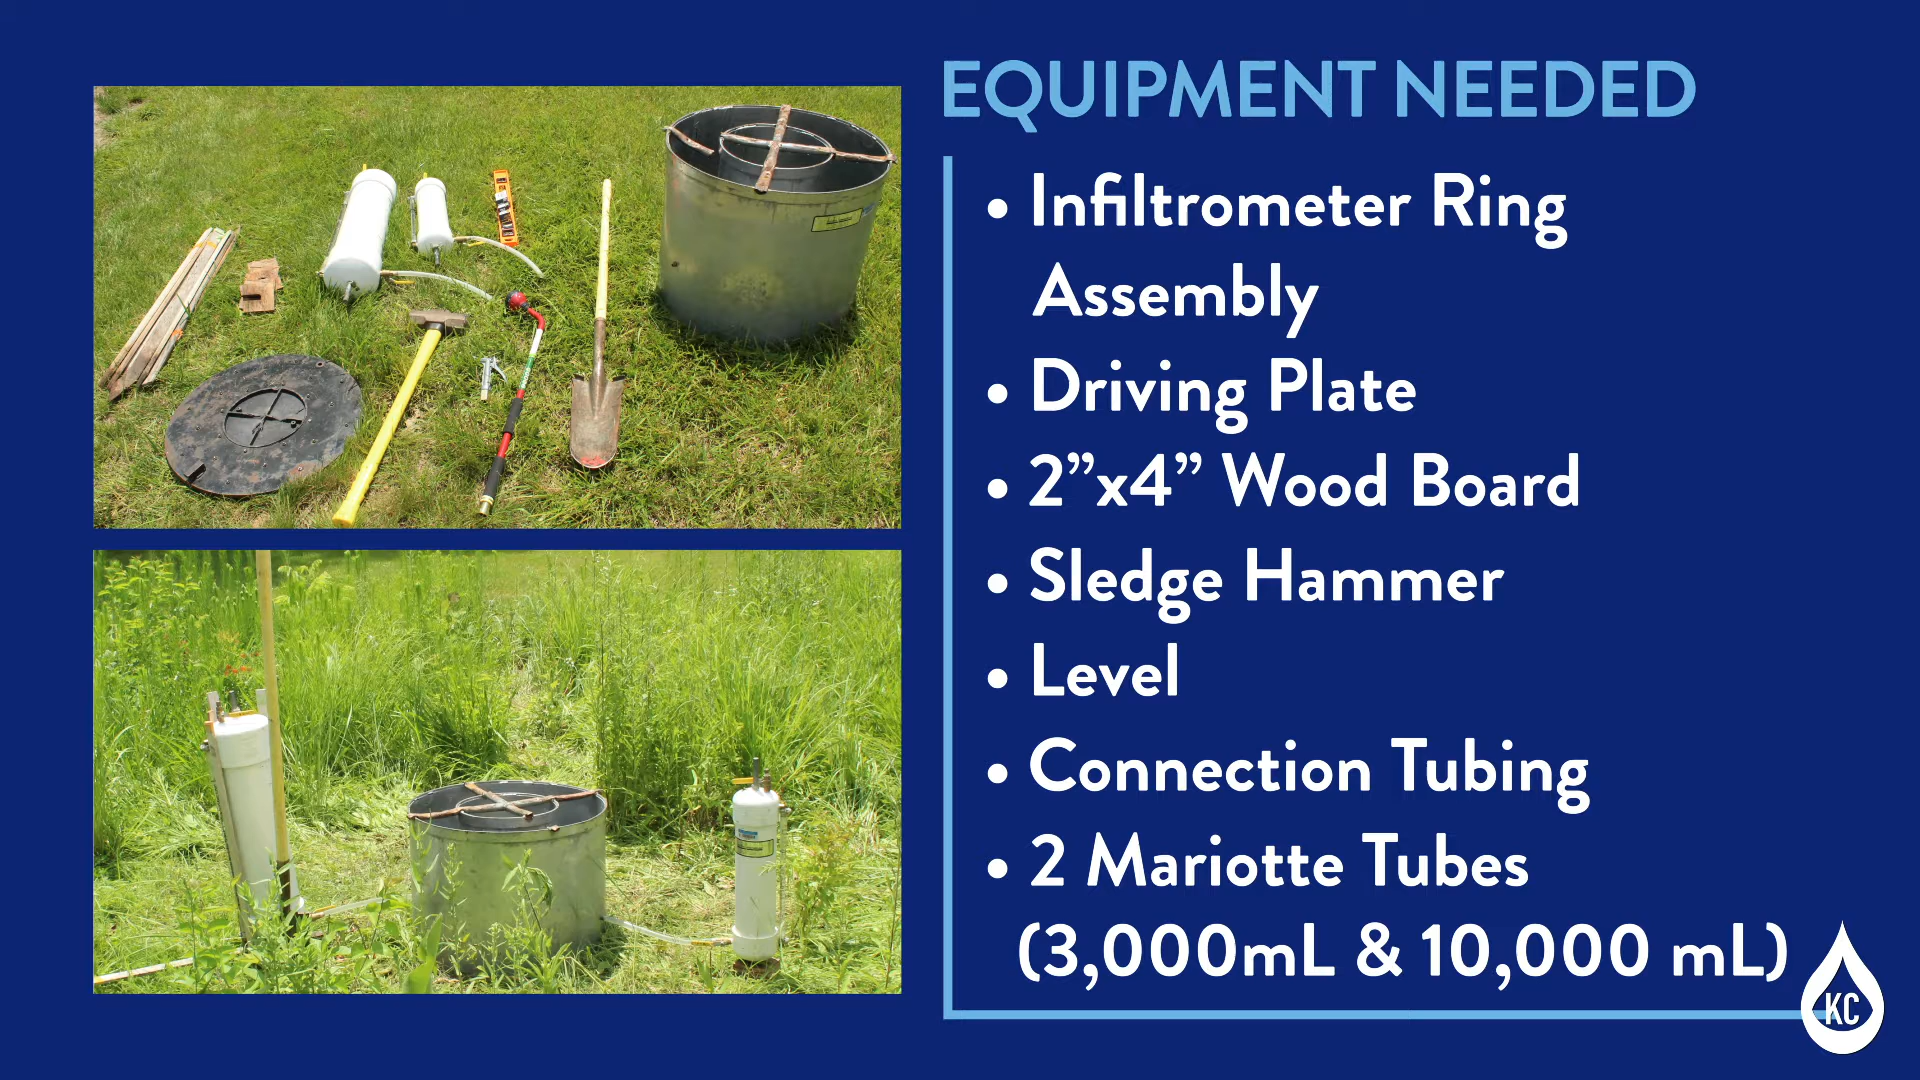 EQUIPMENT NEEDED
• Infiltrometer Ring
Assembly
• Driving Plate
• 2”x4” Wood Board
• Sledge Hammer
• Level
• Connection Tubing
• 2 Mariotte Tubes
(3,000mL & 10,000 mL)
KC